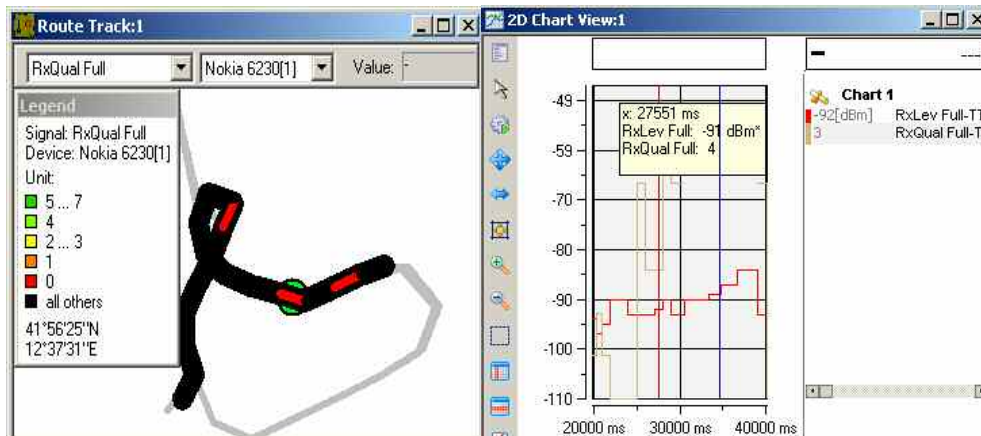 Route Track:1
RxQual Full
Nokia 6230[1]
Value: -
Legend
Signal: RxQual Full
Device: Nokia 6230[1]
Unit:
5 ... 7
4
2 ... 3
1
0
all others
41°56'25"N
12°37'31"E
2D Chart View:1
-49
-59
-70
-80
-90
-100
-110
x: 27551 ms
RxLev Full: -91 dBm*
RxQual Full: 4
20000 ms
30000 ms
40000 ms
Chart 1
-92[dBm] RxLev Full-TT
3 RxQual Full-T